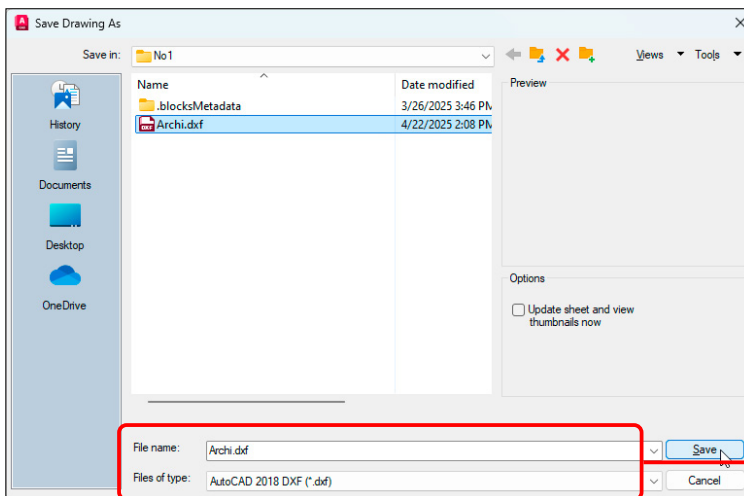 Save Drawing As
Save in: No1 Views Tools
Name Date modified Preview
.blocksMetadata 3/26/2025 3:46 PM
Archi.dxf 4/22/2025 2:08 PM
History
Documents
Desktop
OneDrive
Options
Update sheet and view
thumbnails now
File name: Archi.dxf Save
Files of type: AutoCAD 2018 DXF (*.dxf) Cancel